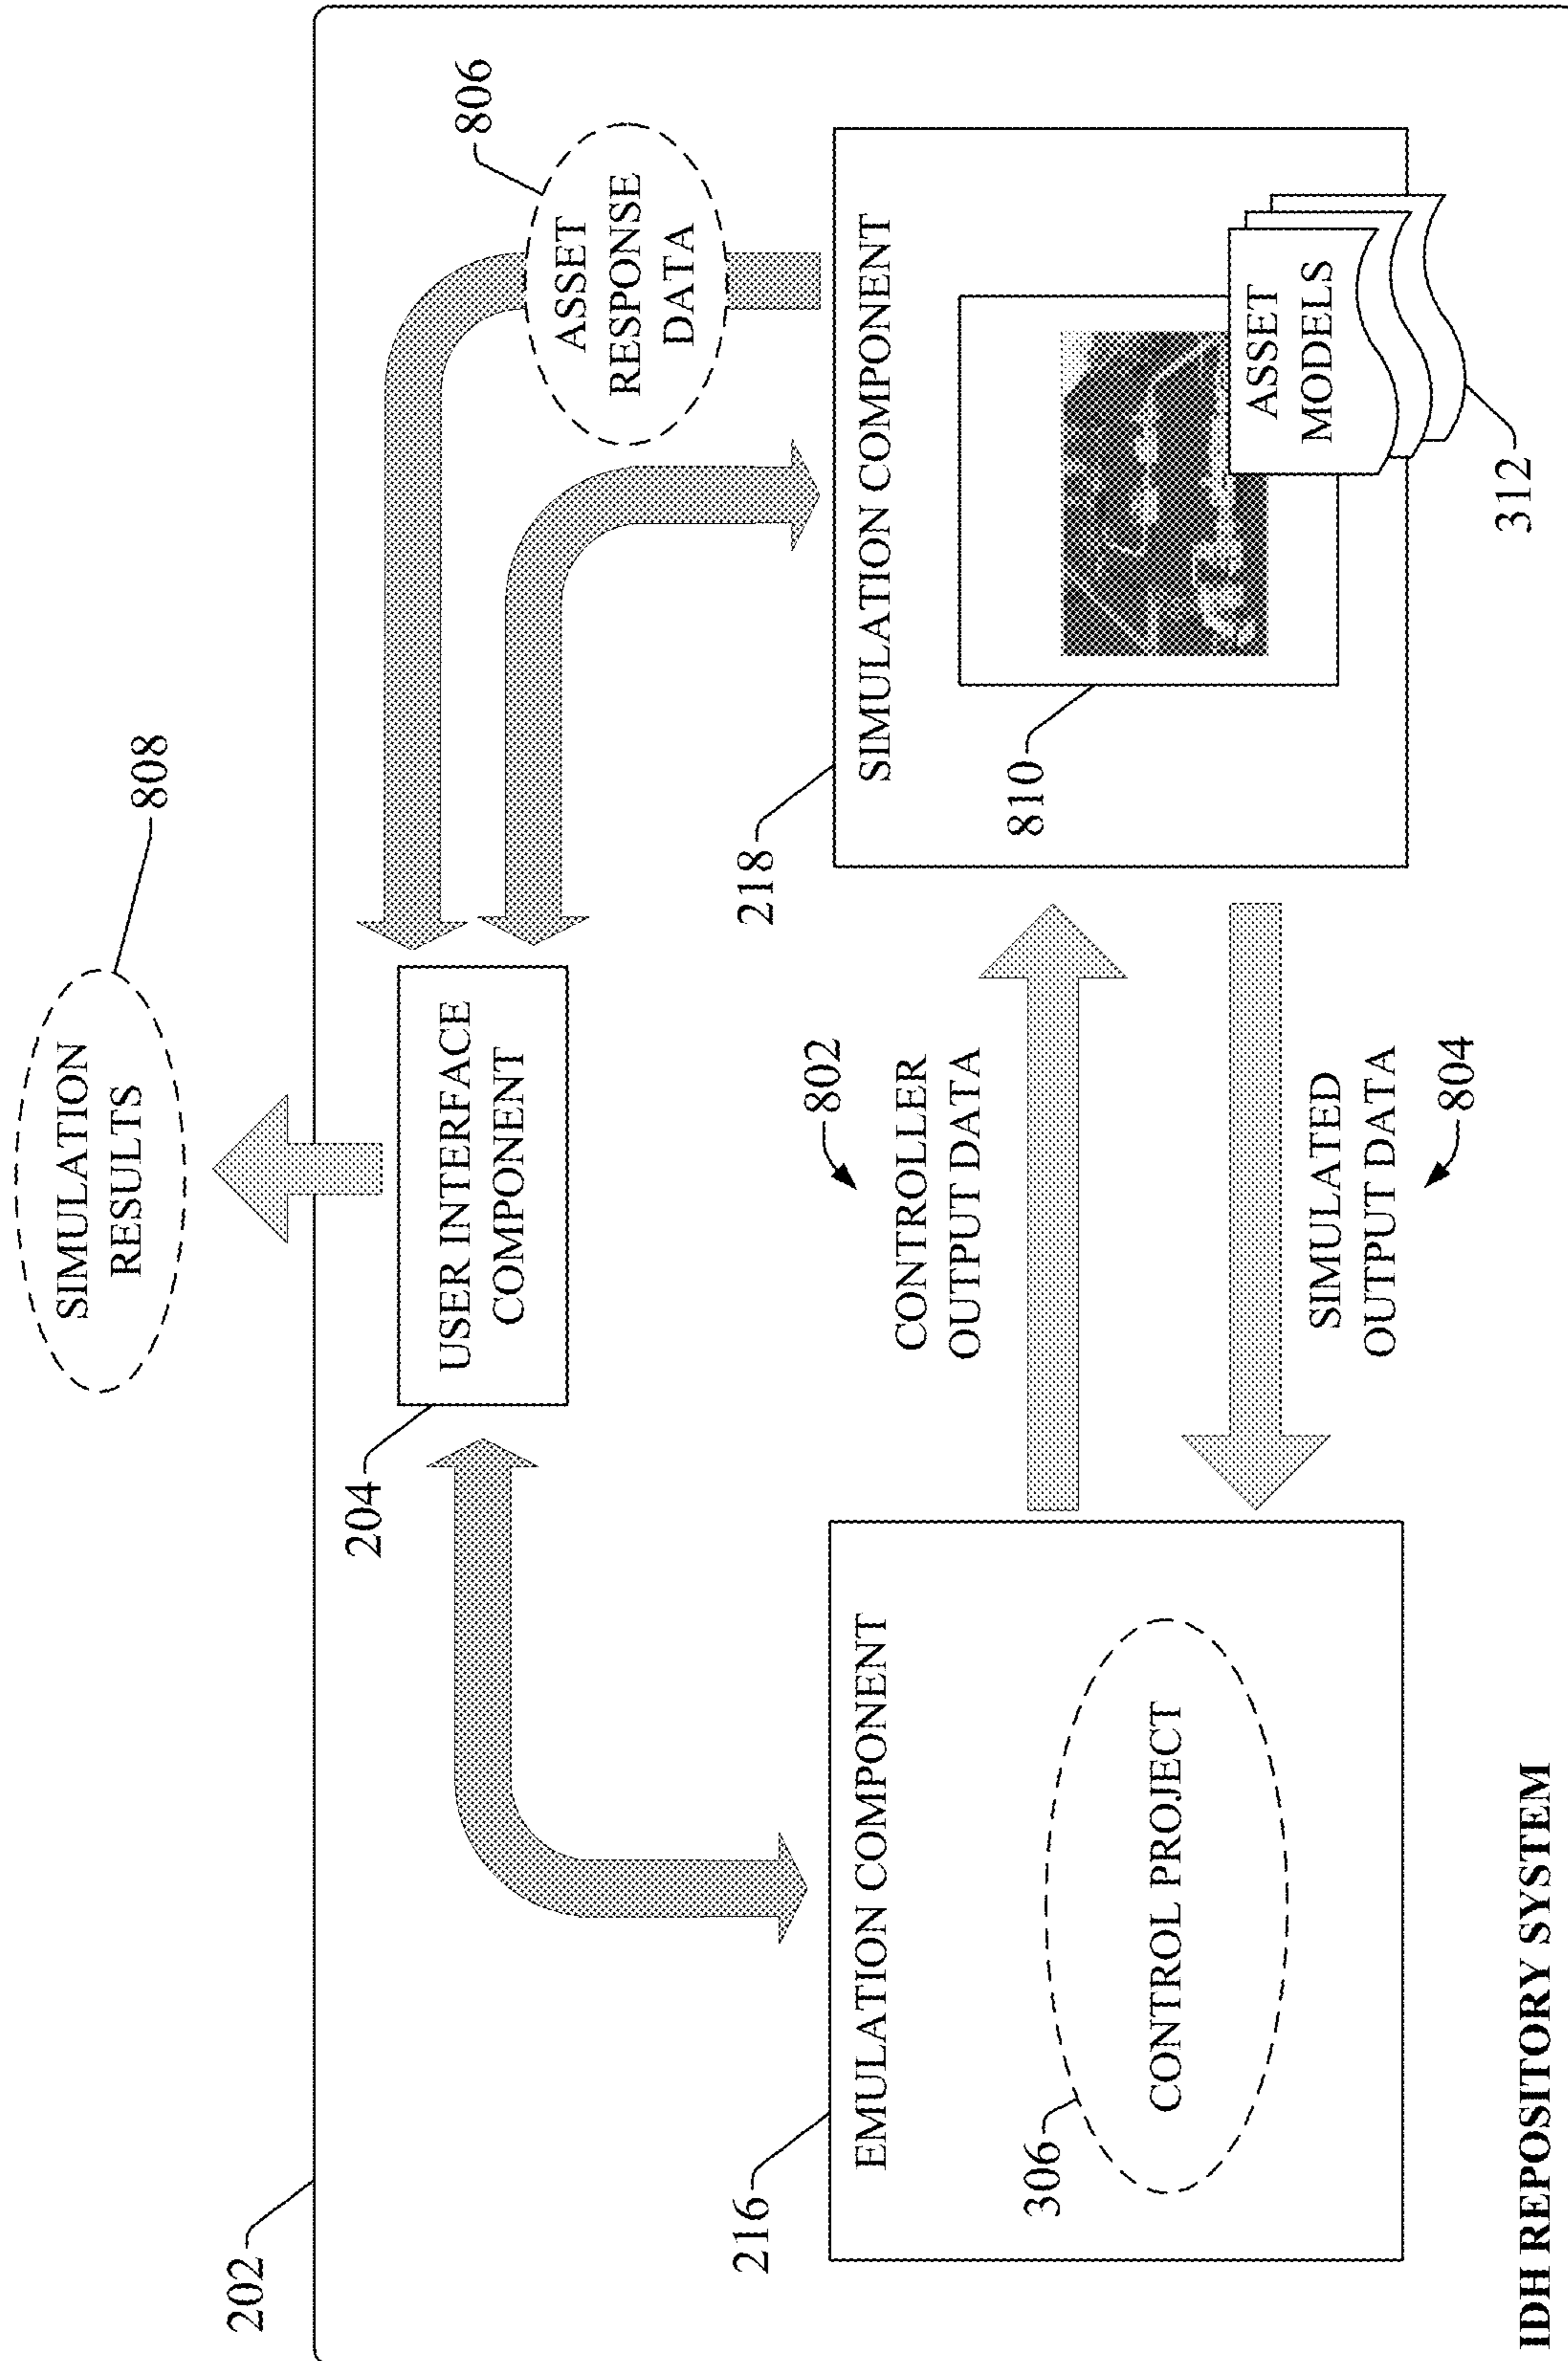 SIMULATION
RESULTS
808
202
204
USER INTERFACE
COMPONENT
806
ASSET
RESPONSE
DATA
216
EMULATION COMPONENT
306
CONTROL PROJECT
802
CONTROLLER
OUTPUT DATA
SIMULATED
OUTPUT DATA
804
218
SIMULATION COMPONENT
810
ASSET
MODELS
312
IDH REPOSITORY SYSTEM